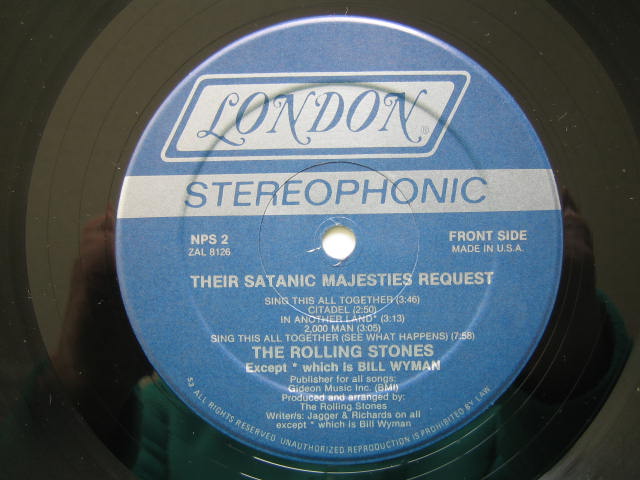 LONDON®
STEREOPHONIC
NPS 2
ZAL 8126
FRONT SIDE
MADE IN U.S.A.
THEIR SATANIC MAJESTIES REQUEST
SING THIS ALL TOGETHER (3:46)
CITADEL (2:50)
IN ANOTHER LAND* (3:13)
2,000 MAN (3:05)
SING THIS ALL TOGETHER (SEE WHAT HAPPENS) (7:58)
THE ROLLING STONES
Except * which is BILL WYMAN
Publisher for all songs:
Gideon Music Inc. (BMI)
Produced and arranged by:
The Rolling Stones
Writer/s: Jagger & Richards on all
except * which is Bill Wyman
53 ALL RIGHTS RESERVED UNAUTHORIZED REPRODUCTION IS PROHIBITED BY LAW